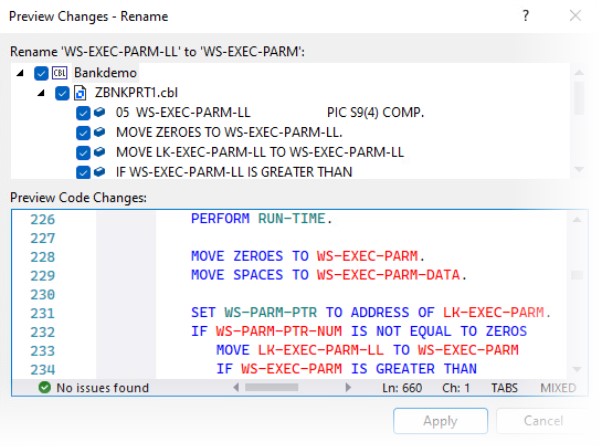 Preview Changes - Rename ?
Rename 'WS-EXEC-PARM-LL' to 'WS-EXEC-PARM':
CBL Bankdemo
ZBNKPRT1.cbl
05 WS-EXEC-PARM-LL PIC S9(4) COMP.
MOVE ZEROES TO WS-EXEC-PARM-LL.
MOVE LK-EXEC-PARM-LL TO WS-EXEC-PARM-LL
IF WS-EXEC-PARM-LL IS GREATER THAN
Preview Code Changes:
226 PERFORM RUN-TIME.
227
228 MOVE ZEROES TO WS-EXEC-PARM.
229 MOVE SPACES TO WS-EXEC-PARM-DATA.
230
231 SET WS-PARM-PTR TO ADDRESS OF LK-EXEC-PARM.
232 IF WS-PARM-PTR-NUM IS NOT EQUAL TO ZEROS
233 MOVE LK-EXEC-PARM-LL TO WS-EXEC-PARM
234 IF WS-EXEC-PARM IS GREATER THAN
No issues found Ln: 660 Ch: 1 TABS MIXED
Apply Cancel